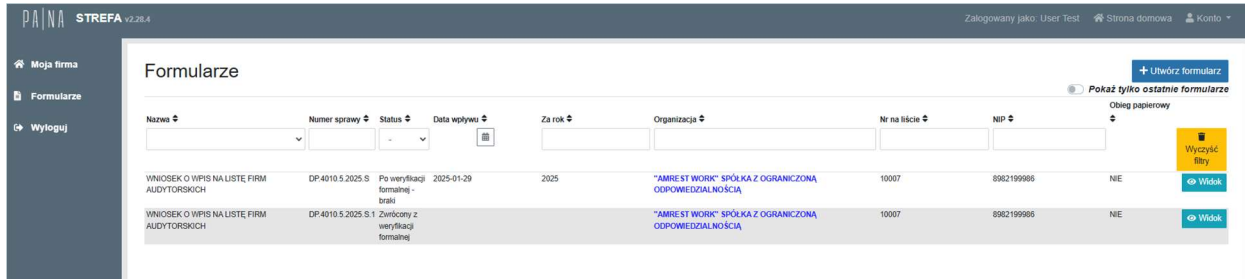 PA|NA STREFA v2.28.4
Zalogowany jako: User Test Strona domowa Konto
Moja firma
Formularze
Wyloguj
Formularze
+ Utwórz formularz
Pokaż tylko ostatnie formularze
Nazwa Numer sprawy Status Data wpływu Za rok Organizacja Nr na liście NIP Obieg papierowy
-
Wyczyść
filtry
WNIOSEK O WPIS NA LISTĘ FIRM
AUDYTORSKICH
DP.4010.5.2025.S
Po weryfikacji
formalnej -
braki
2025-01-29
2025
"AMREST WORK" SPÓŁKA Z OGRANICZONĄ
ODPOWIEDZIALNOŚCIĄ
10007
8982199986
NIE
Widok
WNIOSEK O WPIS NA LISTĘ FIRM
AUDYTORSKICH
DP.4010.5.2025.S.1
Zwrócony z
weryfikacji
formalnej
"AMREST WORK" SPÓŁKA Z OGRANICZONĄ
ODPOWIEDZIALNOŚCIĄ
10007
8982199986
NIE
Widok